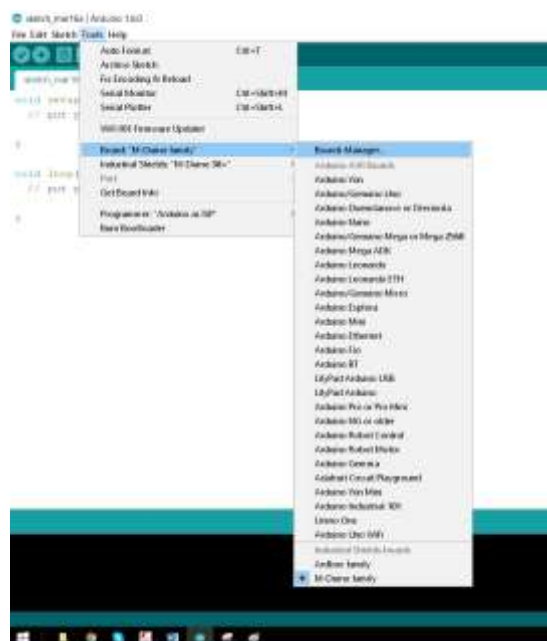 sketch_mar16a | Arduino 1.8.0
File Edit Sketch Tools Help
Auto Format Ctrl+T
Archive Sketch
Fix Encoding & Reload
Serial Monitor Ctrl+Shift+M
Serial Plotter Ctrl+Shift+L
WiFi101 Firmware Updater
Board: "M-Duino family"
Industrial Shields: "M-Duino
Port
Get Board Info
Programmer: "Arduino as ISP"
Burn Bootloader
void setup
// put
void loop
// put
Boards Manager...
Arduino AVR Boards
Arduino Yún
Arduino/Genuino Uno
Arduino Duemilanove or Diecimila
Arduino Nano
Arduino/Genuino Mega or Mega 2560
Arduino Mega ADK
Arduino Leonardo
Arduino Leonardo ETH
Arduino/Genuino Micro
Arduino Esplora
Arduino Mini
Arduino Ethernet
Arduino Fio
Arduino BT
LilyPad Arduino USB
LilyPad Arduino
Arduino Pro or Pro Mini
Arduino NG or older
Arduino Robot Control
Arduino Robot Motor
Arduino Gemma
Adafruit Circuit Playground
Arduino Yún Mini
Arduino Industrial 101
Linino One
Arduino Uno WiFi
Industrial Shields boards
Ardbox family
M-Duino family